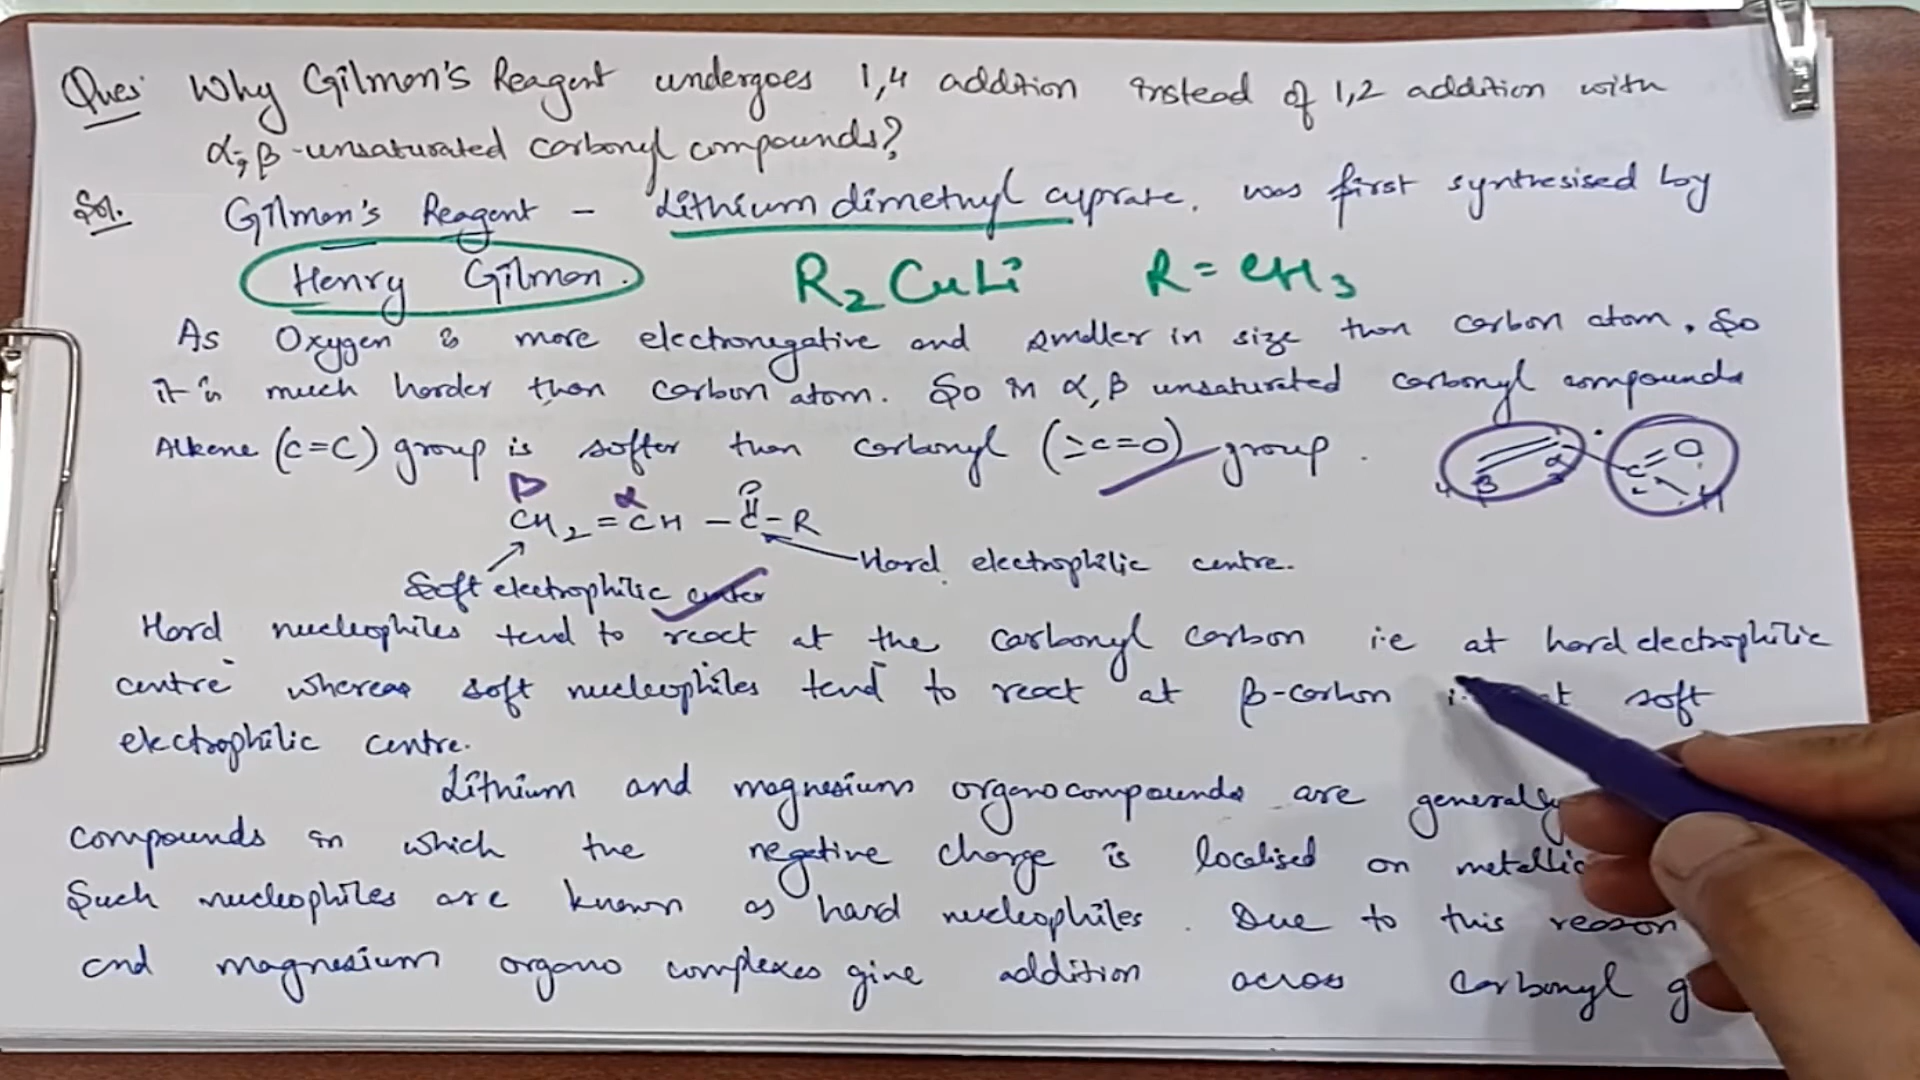 Ques: Why Gilman's Reagent undergoes 1,4 addition instead of 1,2 addition with
α,β-unsaturated carbonyl compounds?
Sol. Gilman's Reagent - Lithium dimethyl cuprate. was first synthesised by
Henry Gilman. R2CuLi R = CH3
As Oxygen is more electronegative and smaller in size than carbon atom. So
it is much harder than carbon atom. So in α,β unsaturated carbonyl compounds
Alkene (C=C) group is softer than carbonyl (>C=O) group.
β α C O H
β α O
CH2 = CH - C - R
Hard electrophilic centre.
Soft electrophilic center
Hard nucleophiles tend to react at the carbonyl carbon i.e at hard electrophilic
centre whereas soft nucleophiles tend to react at β-carbon soft
electrophilic centre.
Lithium and magnesium organocompounds are generally
compounds in which the negative charge is localised on metallic
Such nucleophiles are known as hard nucleophiles. Due to this reason
and magnesium organo complexes give addition across carbonyl g